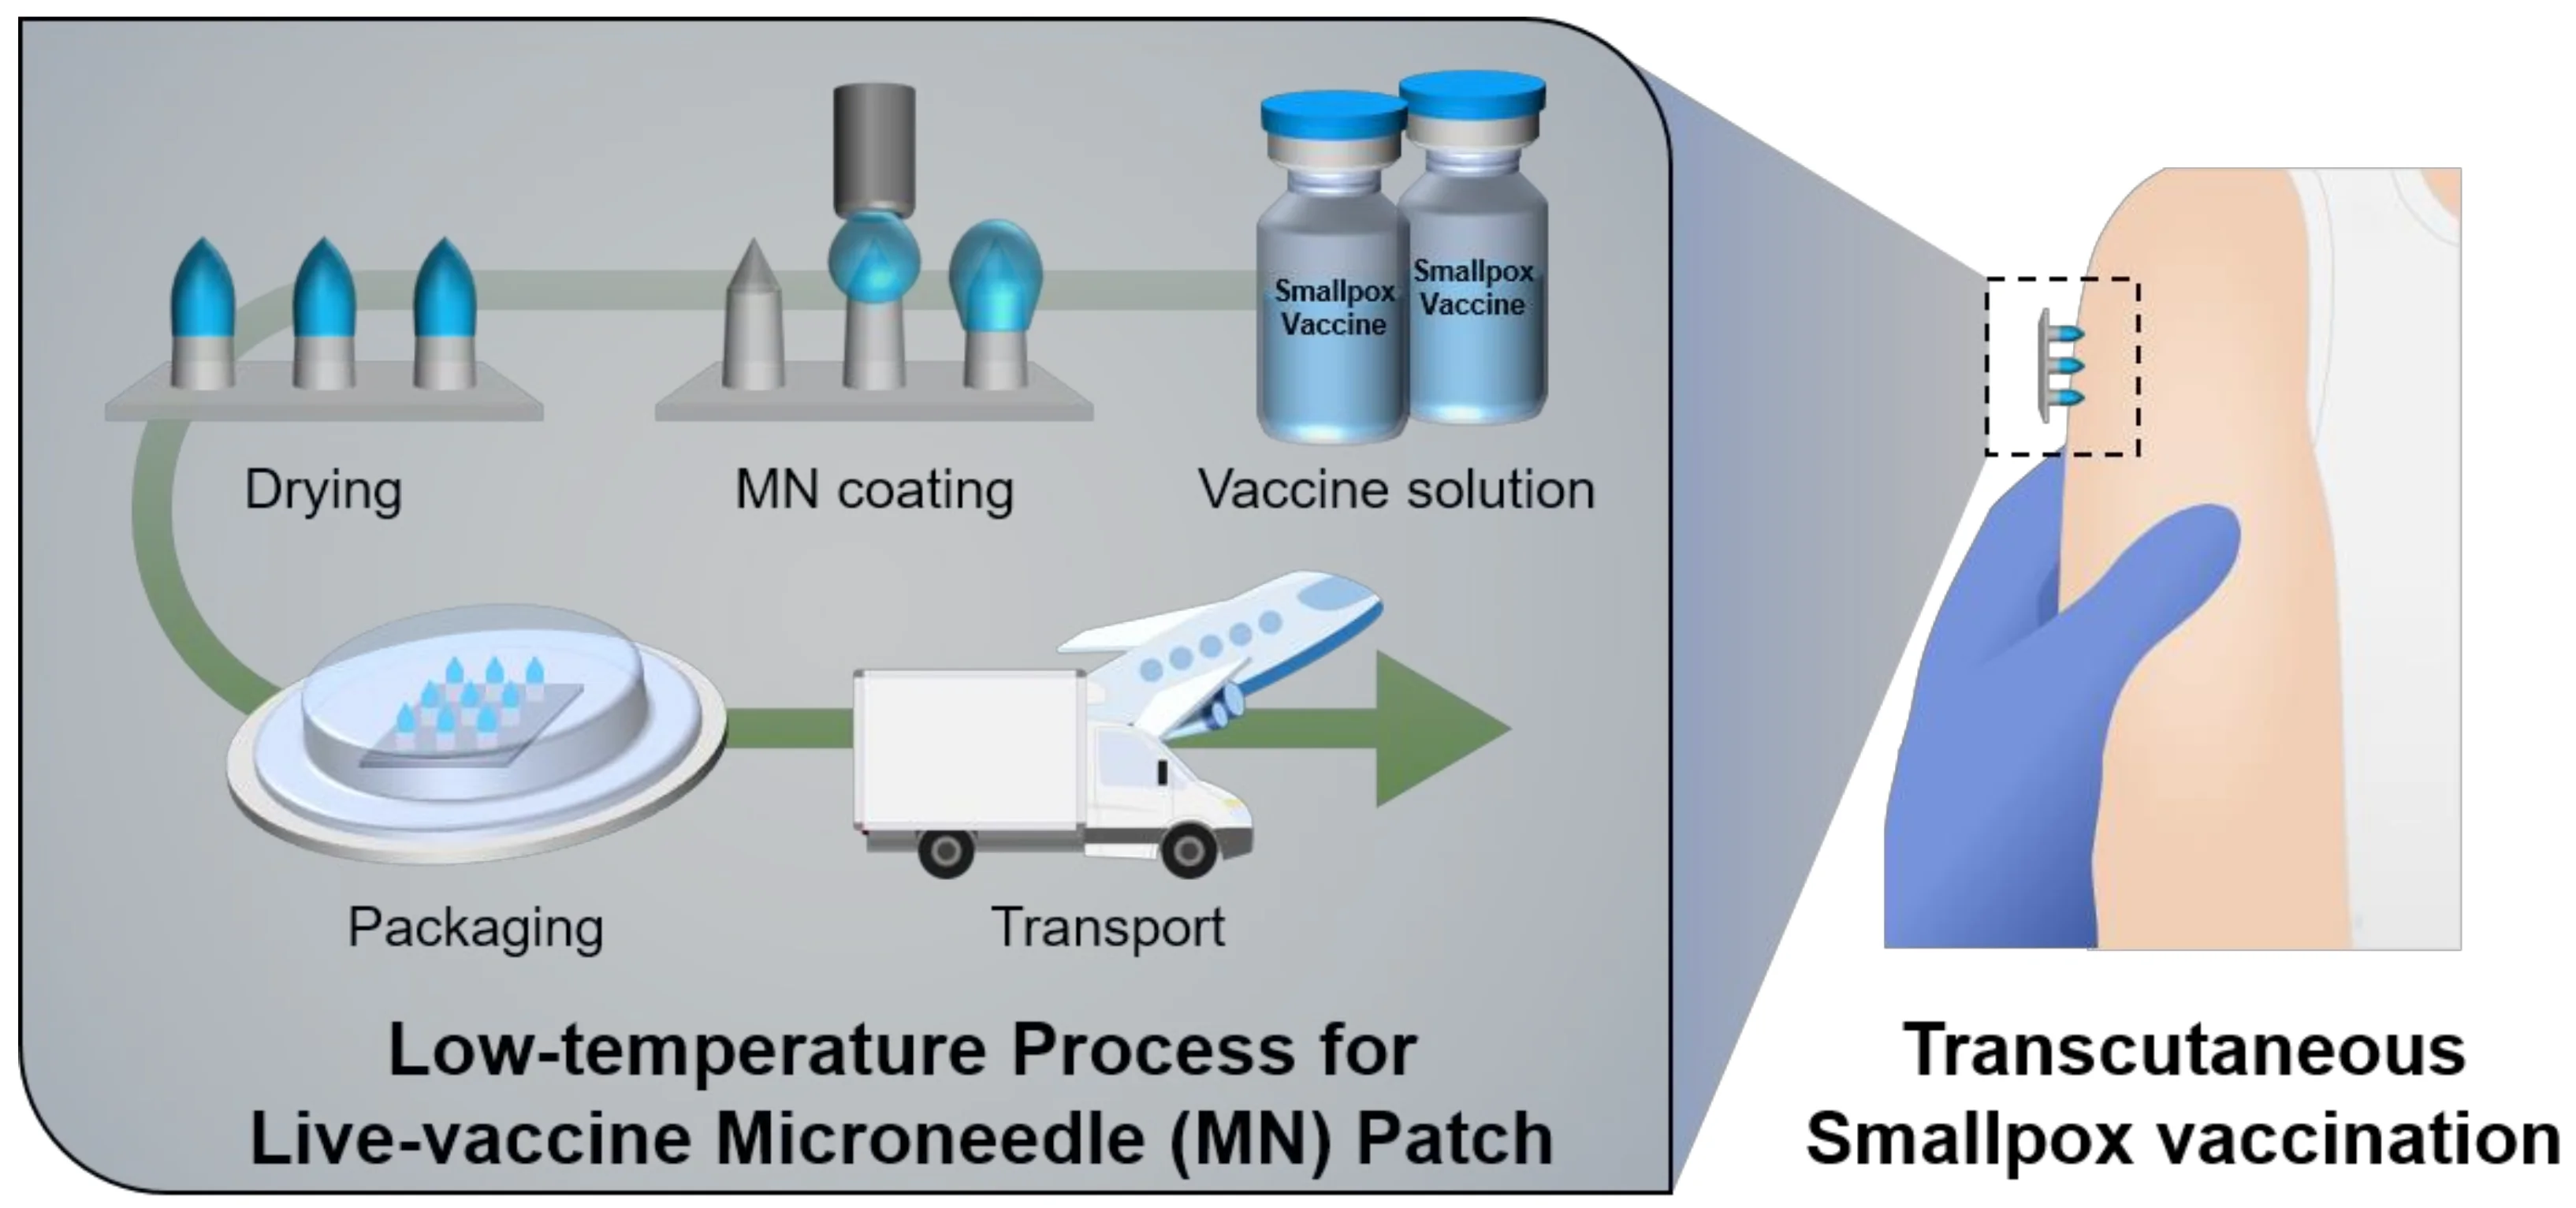 Smallpox
Vaccine
Smallpox
Vaccine
Drying
MN coating
Vaccine solution
Packaging
Transport
Low-temperature Process for
Live-vaccine Microneedle (MN) Patch
Transcutaneous
Smallpox vaccination